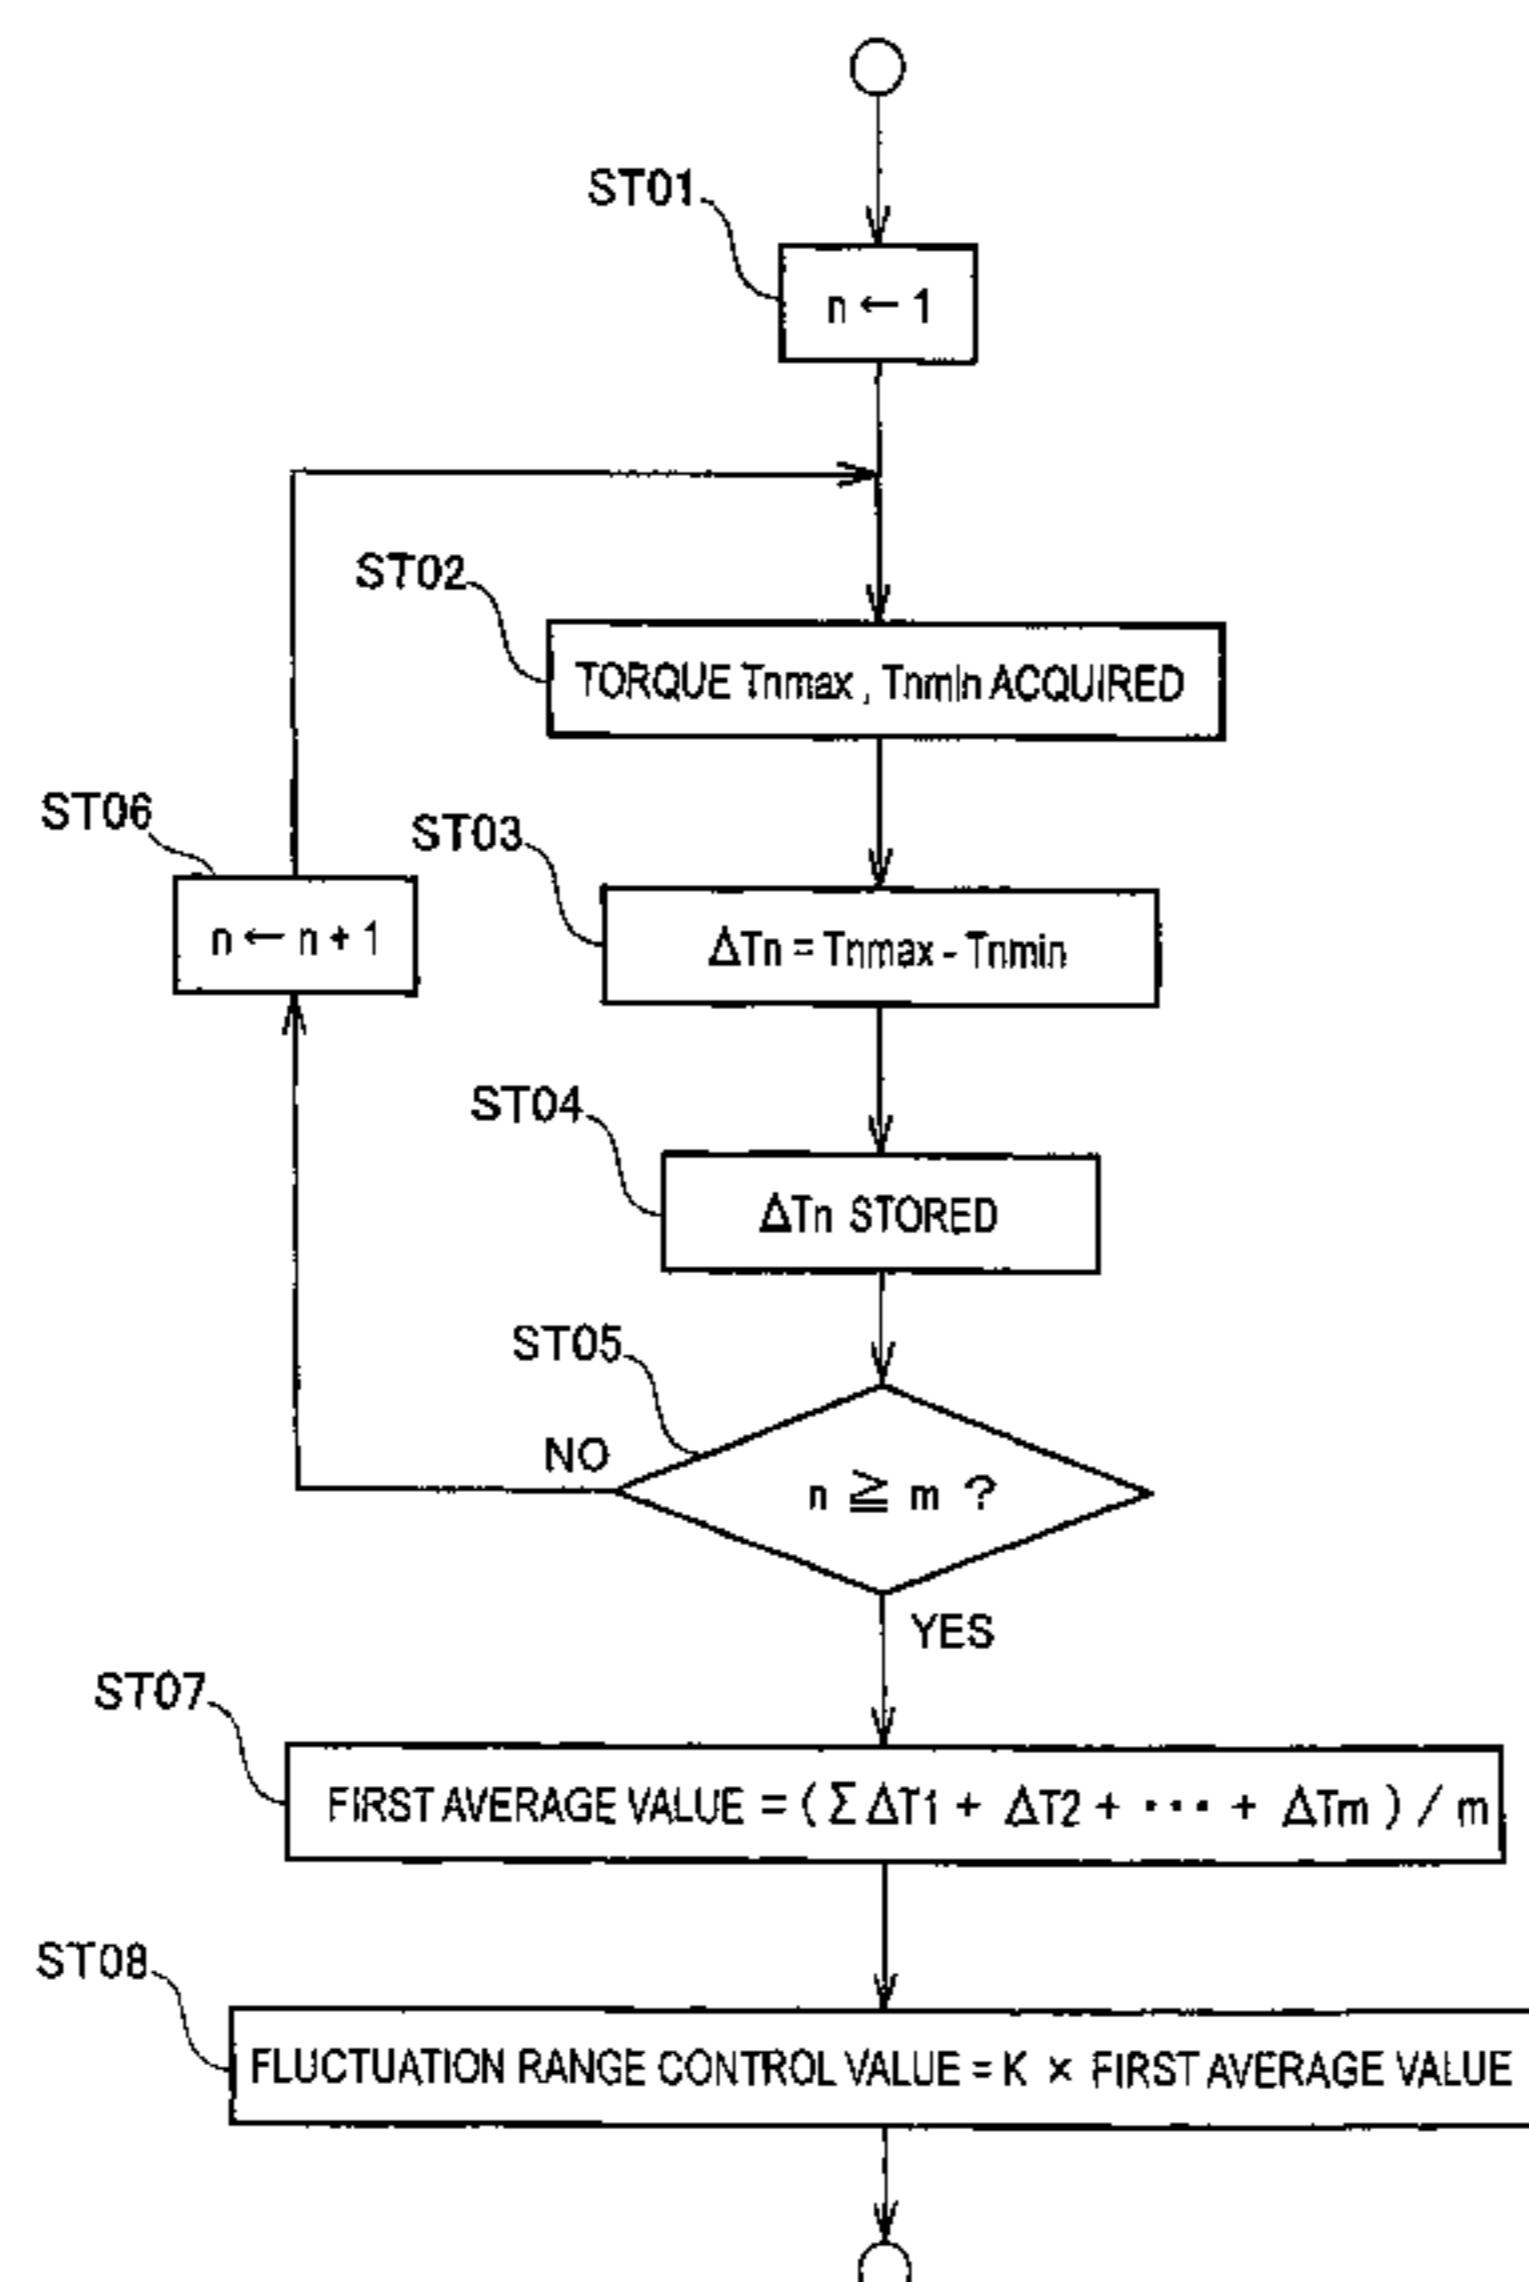 ST01
n ← 1
ST02
TORQUE Tnmax , Tnmin ACQUIRED
ST06
n ← n + 1
ST03
ΔTn = Tnmax - Tnmin
ST04
ΔTn STORED
ST05
NO
n ≧ m ?
YES
ST07
FIRST AVERAGE VALUE = ( Σ ΔT1 + ΔT2 + ··· + ΔTm ) / m
ST08
FLUCTUATION RANGE CONTROL VALUE = K × FIRST AVERAGE VALUE